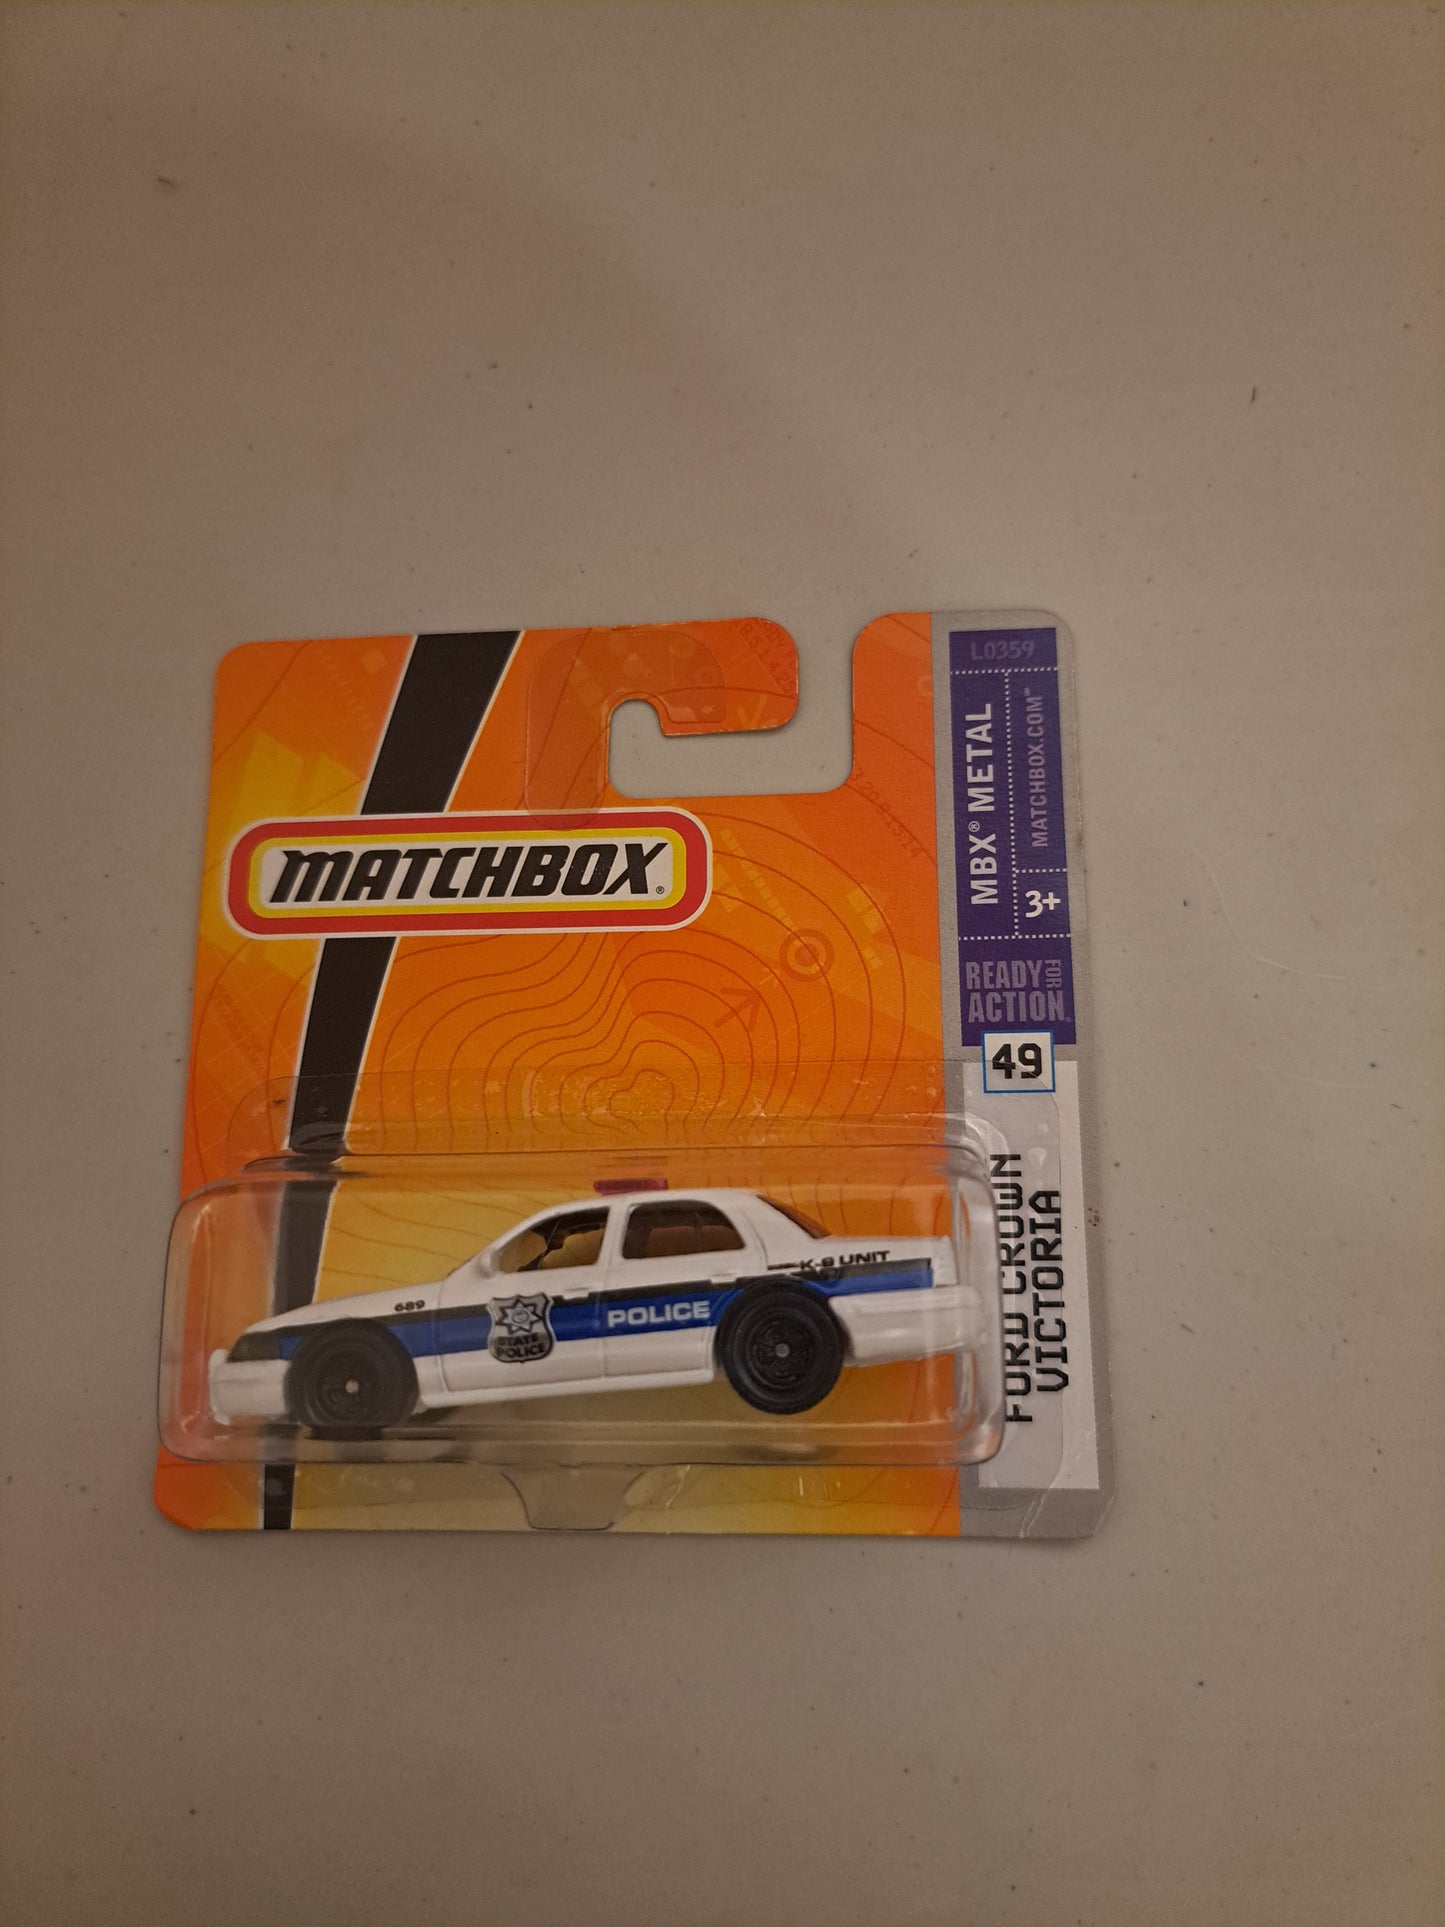 MATCHBOX®
L0359
MBX® METAL
MATCHBOX.COM™
3+
READY FOR
ACTION
49
FORD CROWN
VICTORIA
689
STATE
POLICE
POLICE
K-9 UNIT